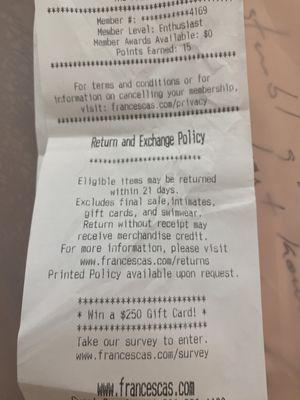 Member #: ************4169
Member Level: Enthusiast
Member Awards Available: $0
Points Earned: 15
For terms and conditions or for
information on cancelling your membership,
visit: francescas.com/privacy
Return and Exchange Policy
Eligible items may be returned
within 21 days.
Excludes final sale,intimates,
gift cards, and swimwear.
Return without receipt may
receive merchandise credit.
For more information, please visit
www.francescas.com/returns
Printed Policy available upon request.
************************
* Win a $250 Gift Card! *
************************
Take our survey to enter.
www.francescas.com/survey
www.francescas.com